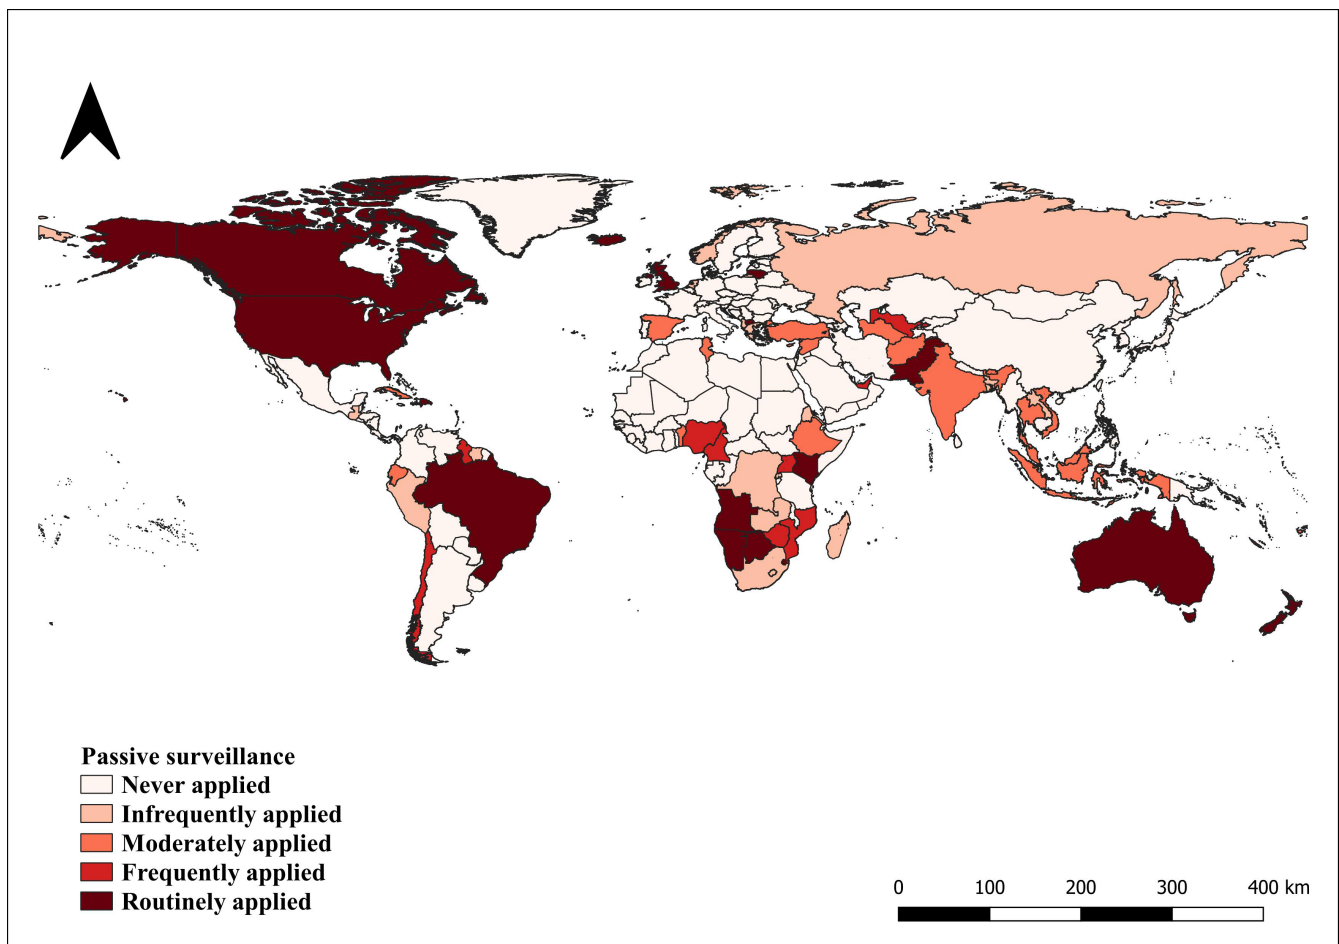 Passive surveillance
Never applied
Infrequently applied
Moderately applied
Frequently applied
Routinely applied
0 100 200 300 400 km